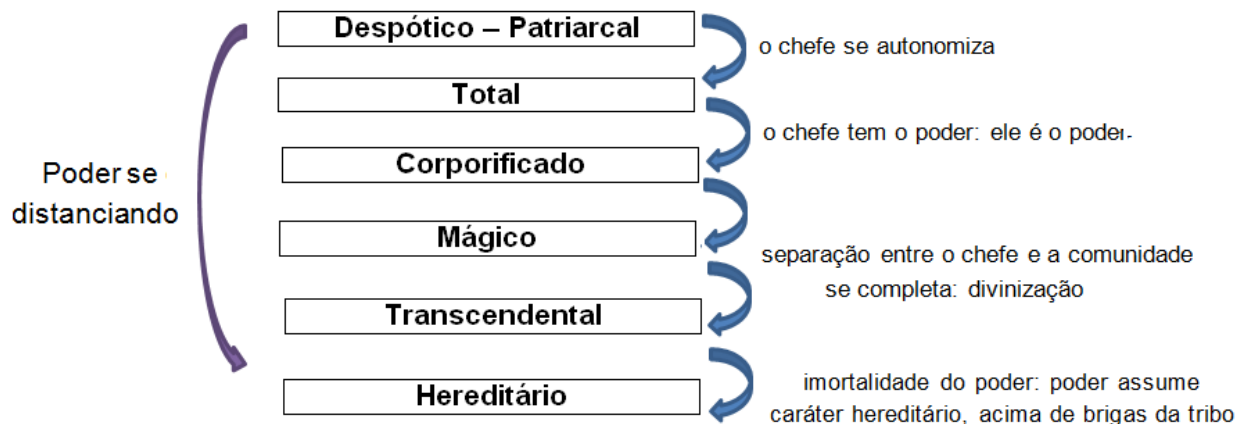 Despótico – Patriarcal
o chefe se autonomiza
Total
o chefe tem o poder: ele é o poder.
Corporificado
Poder se
distanciando
Mágico
separação entre o chefe e a comunidade
se completa: divinização
Transcendental
Hereditário
imortalidade do poder: poder assume
caráter hereditário, acima de brigas da tribo